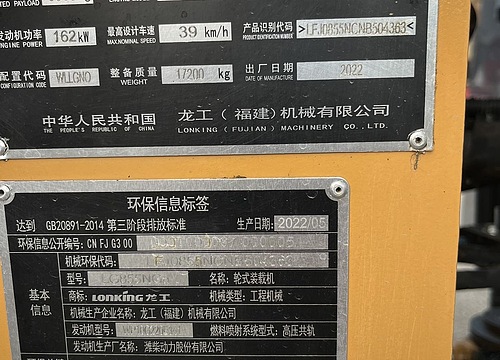 发动机功率 162 kW 最高设计车速 39 km/h 产品识别代码 >LFJ0855NCNB504363<
ENGINE POWER MAX.NOMINAL SPEED PRODUCT IDENTIFICATION NUMBER
配置代码 WLLGNO 整备质量 17200 kg 出厂日期 2022
CONFIGURATION CODE WEIGHT DATE OF MANUFACTURE
中华人民共和国 龙工（福建）机械有限公司
THE PEOPLE'S REPUBLIC OF CHINA LONKING (FUJIAN) MACHINERY CO., LTD.
环保信息标签
达到 GB20891-2014 第三阶段排放标准 生产日期: 2022/05
环保信息公开编号: CN FJ G3 00
机械环保代码:
型号: 名称: 轮式装载机
基本信息 商标: LONKING 龙工 机械类型: 工程机械
机械生产企业名称: 龙工（福建）机械有限公司
发动机型号: 燃料喷射系统型式: 高压共轨
发动机生产厂名称: 潍柴动力股份有限公司